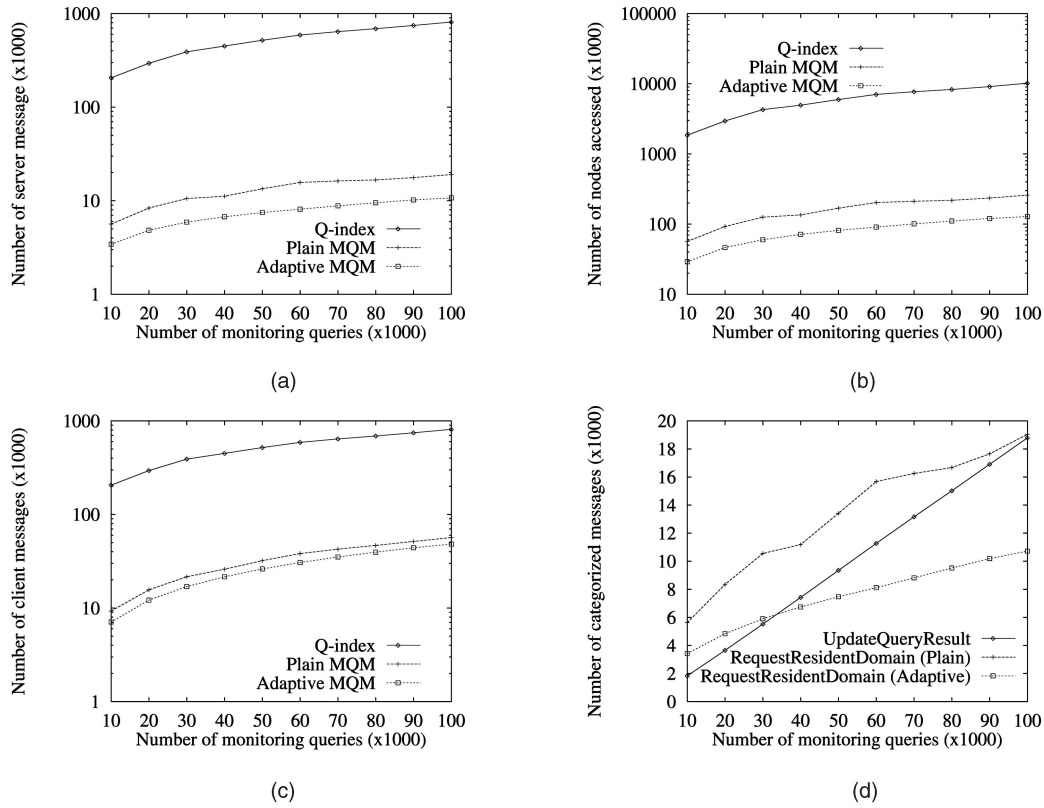 Number of server message (x1000)
1000
100
10
1
Q-index
Plain MQM
Adaptive MQM
10 20 30 40 50 60 70 80 90 100
Number of monitoring queries (x1000)
(a)
Number of nodes accessed (x1000)
100000
10000
1000
100
10
Q-index
Plain MQM
Adaptive MQM
10 20 30 40 50 60 70 80 90 100
Number of monitoring queries (x1000)
(b)
Number of client messages (x1000)
1000
100
10
1
Q-index
Plain MQM
Adaptive MQM
10 20 30 40 50 60 70 80 90 100
Number of monitoring queries (x1000)
(c)
Number of categorized messages (x1000)
20
18
16
14
12
10
8
6
4
2
0
UpdateQueryResult
RequestResidentDomain (Plain)
RequestResidentDomain (Adaptive)
10 20 30 40 50 60 70 80 90 100
Number of monitoring queries (x1000)
(d)